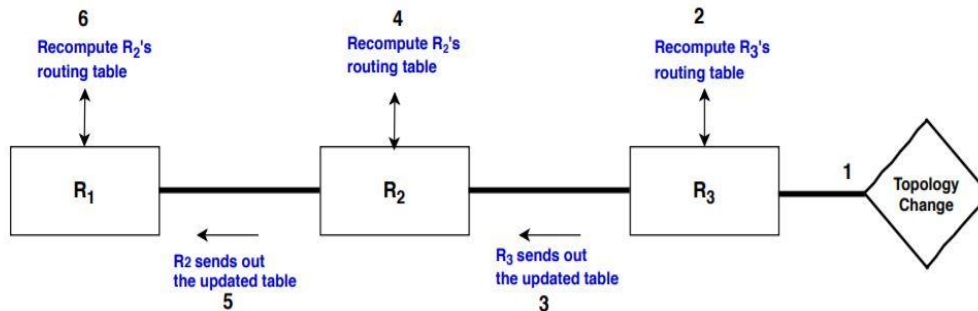 6
Recompute R2's
routing table
4
Recompute R2's
routing table
2
Recompute R3's
routing table
R1
R2
R3
1
Topology
Change
R2 sends out
the updated table
5
R3 sends out
the updated table
3